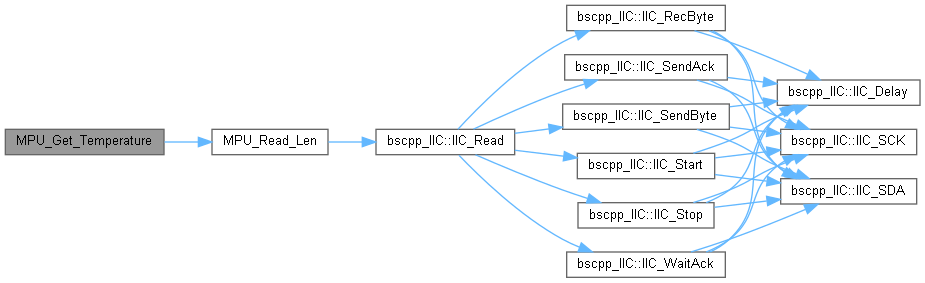 MPU_Get_Temperature
MPU_Read_Len
bscpp_IIC::IIC_Read
bscpp_IIC::IIC_RecByte
bscpp_IIC::IIC_SendAck
bscpp_IIC::IIC_SendByte
bscpp_IIC::IIC_Start
bscpp_IIC::IIC_Stop
bscpp_IIC::IIC_WaitAck
bscpp_IIC::IIC_Delay
bscpp_IIC::IIC_SCK
bscpp_IIC::IIC_SDA